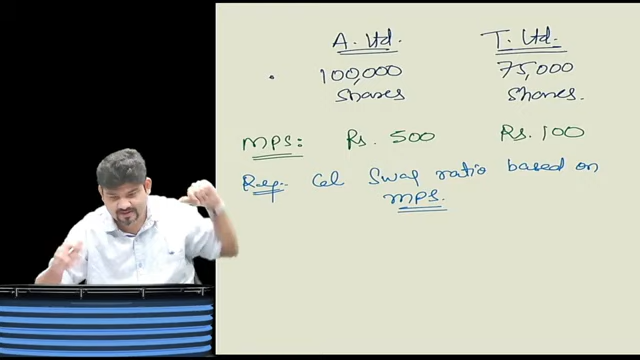 A. Ltd. T. Ltd.
100,000 75,000
Shares Shares.
MPS: Rs. 500 Rs. 100
Req:- Cal Swap ratio based on
MPS.